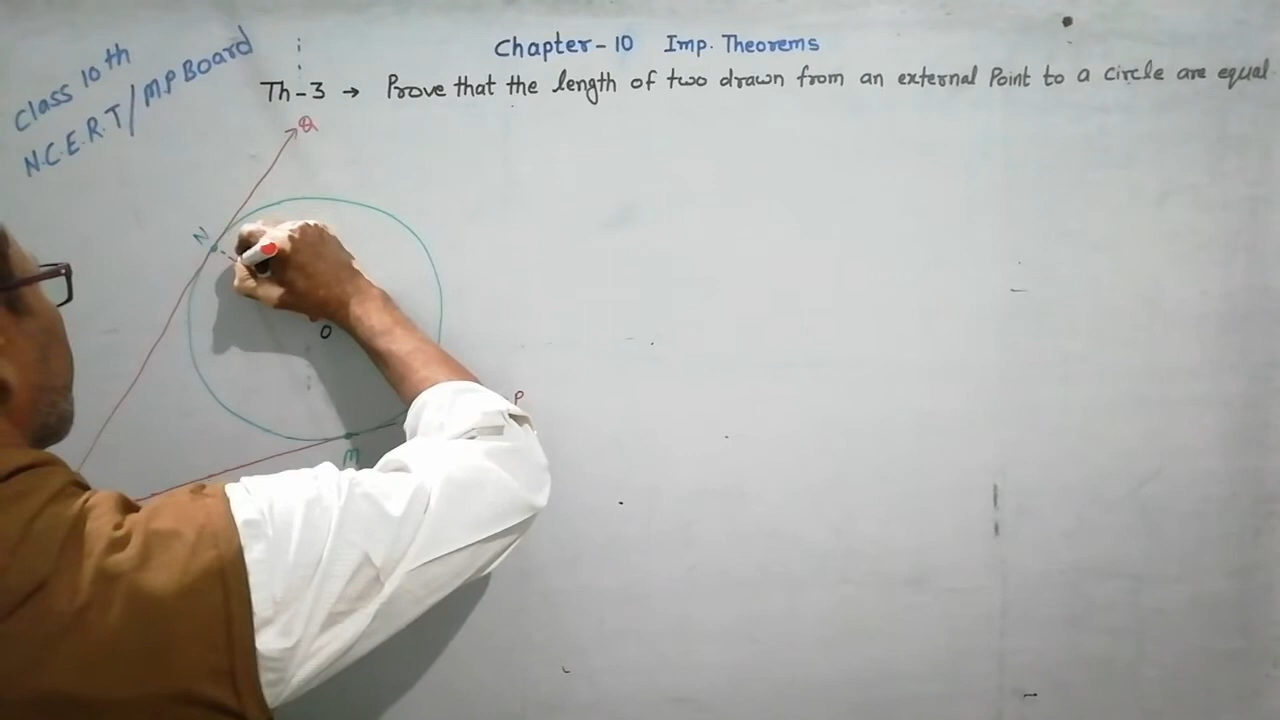 Class 10th
N.C.E.R.T/MP Board
Chapter-10 Imp. Theorems
Th-3 → Prove that the length of two drawn from an external Point to a circle are equal
Q
N
O
P
M